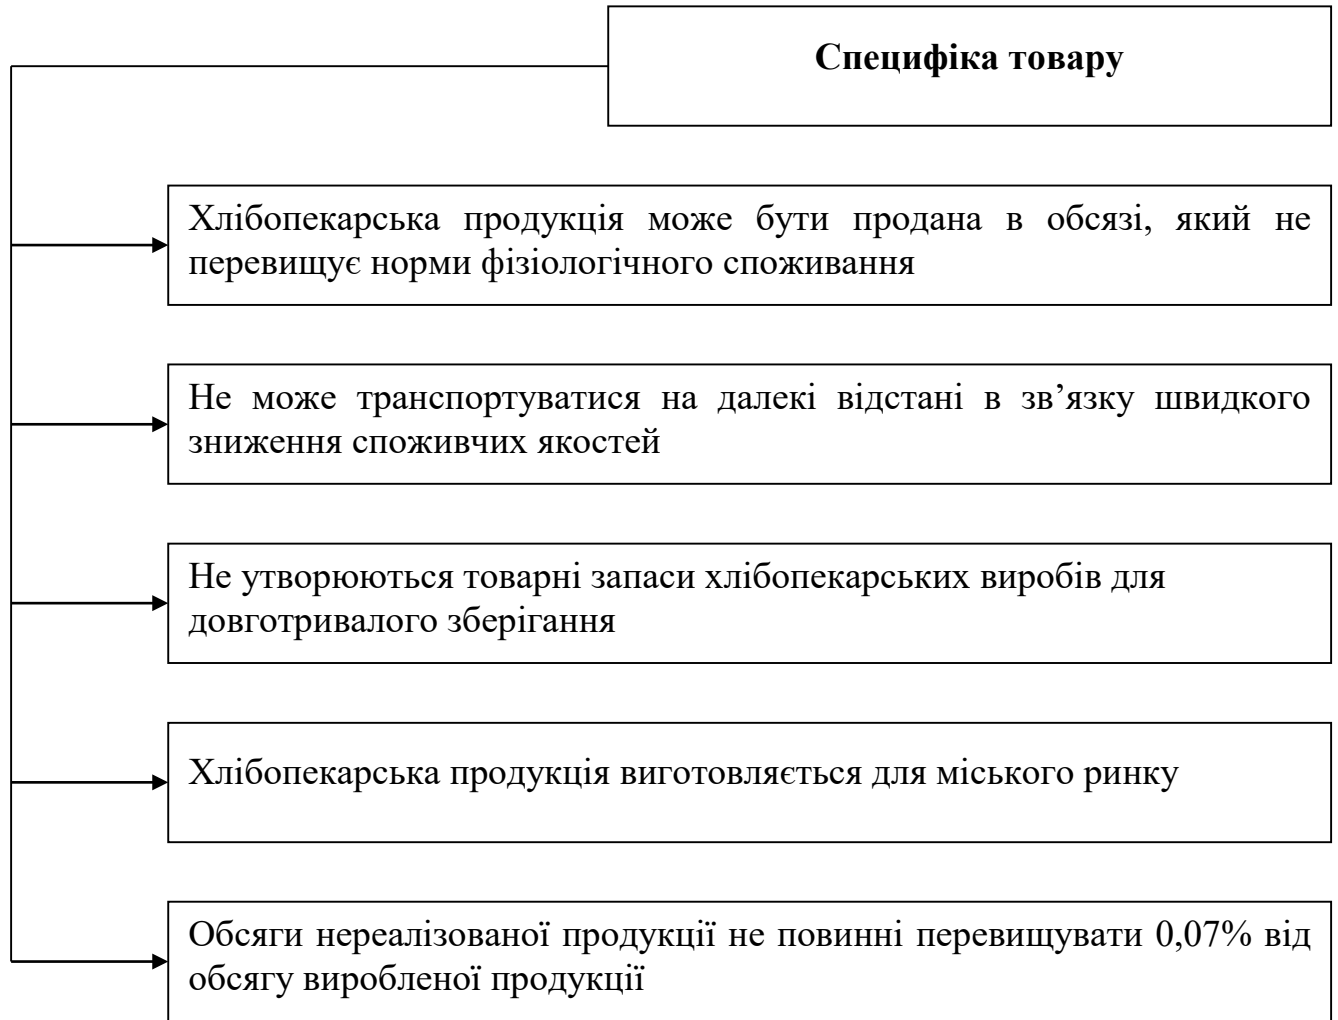 Специфіка товару
Хлібопекарська продукція може бути продана в обсязі, який не
перевищує норми фізіологічного споживання
Не може транспортуватися на далекі відстані в зв’язку швидкого
зниження споживчих якостей
Не утворюються товарні запаси хлібопекарських виробів для
довготривалого зберігання
Хлібопекарська продукція виготовляється для міського ринку
Обсяги нереалізованої продукції не повинні перевищувати 0,07% від
обсягу виробленої продукції